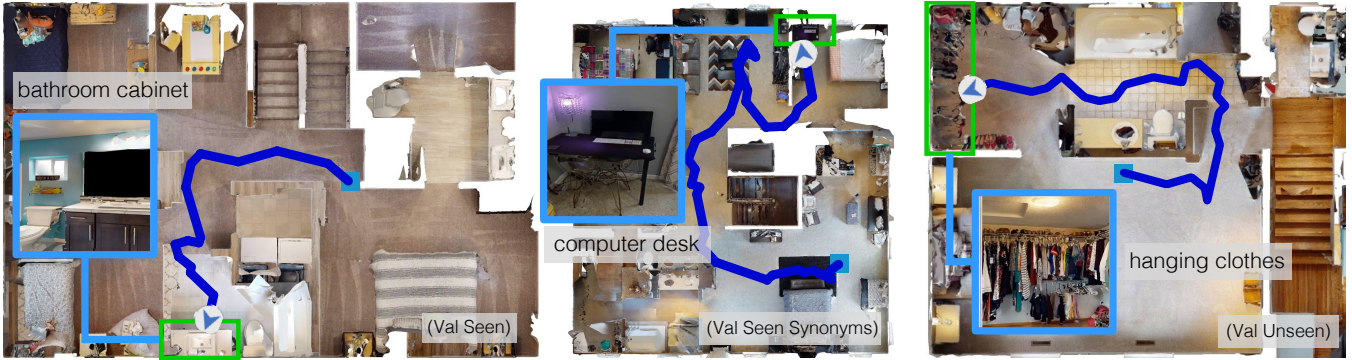 bathroom cabinet
(Val Seen)
computer desk
(Val Seen Synonyms)
hanging clothes
(Val Unseen)